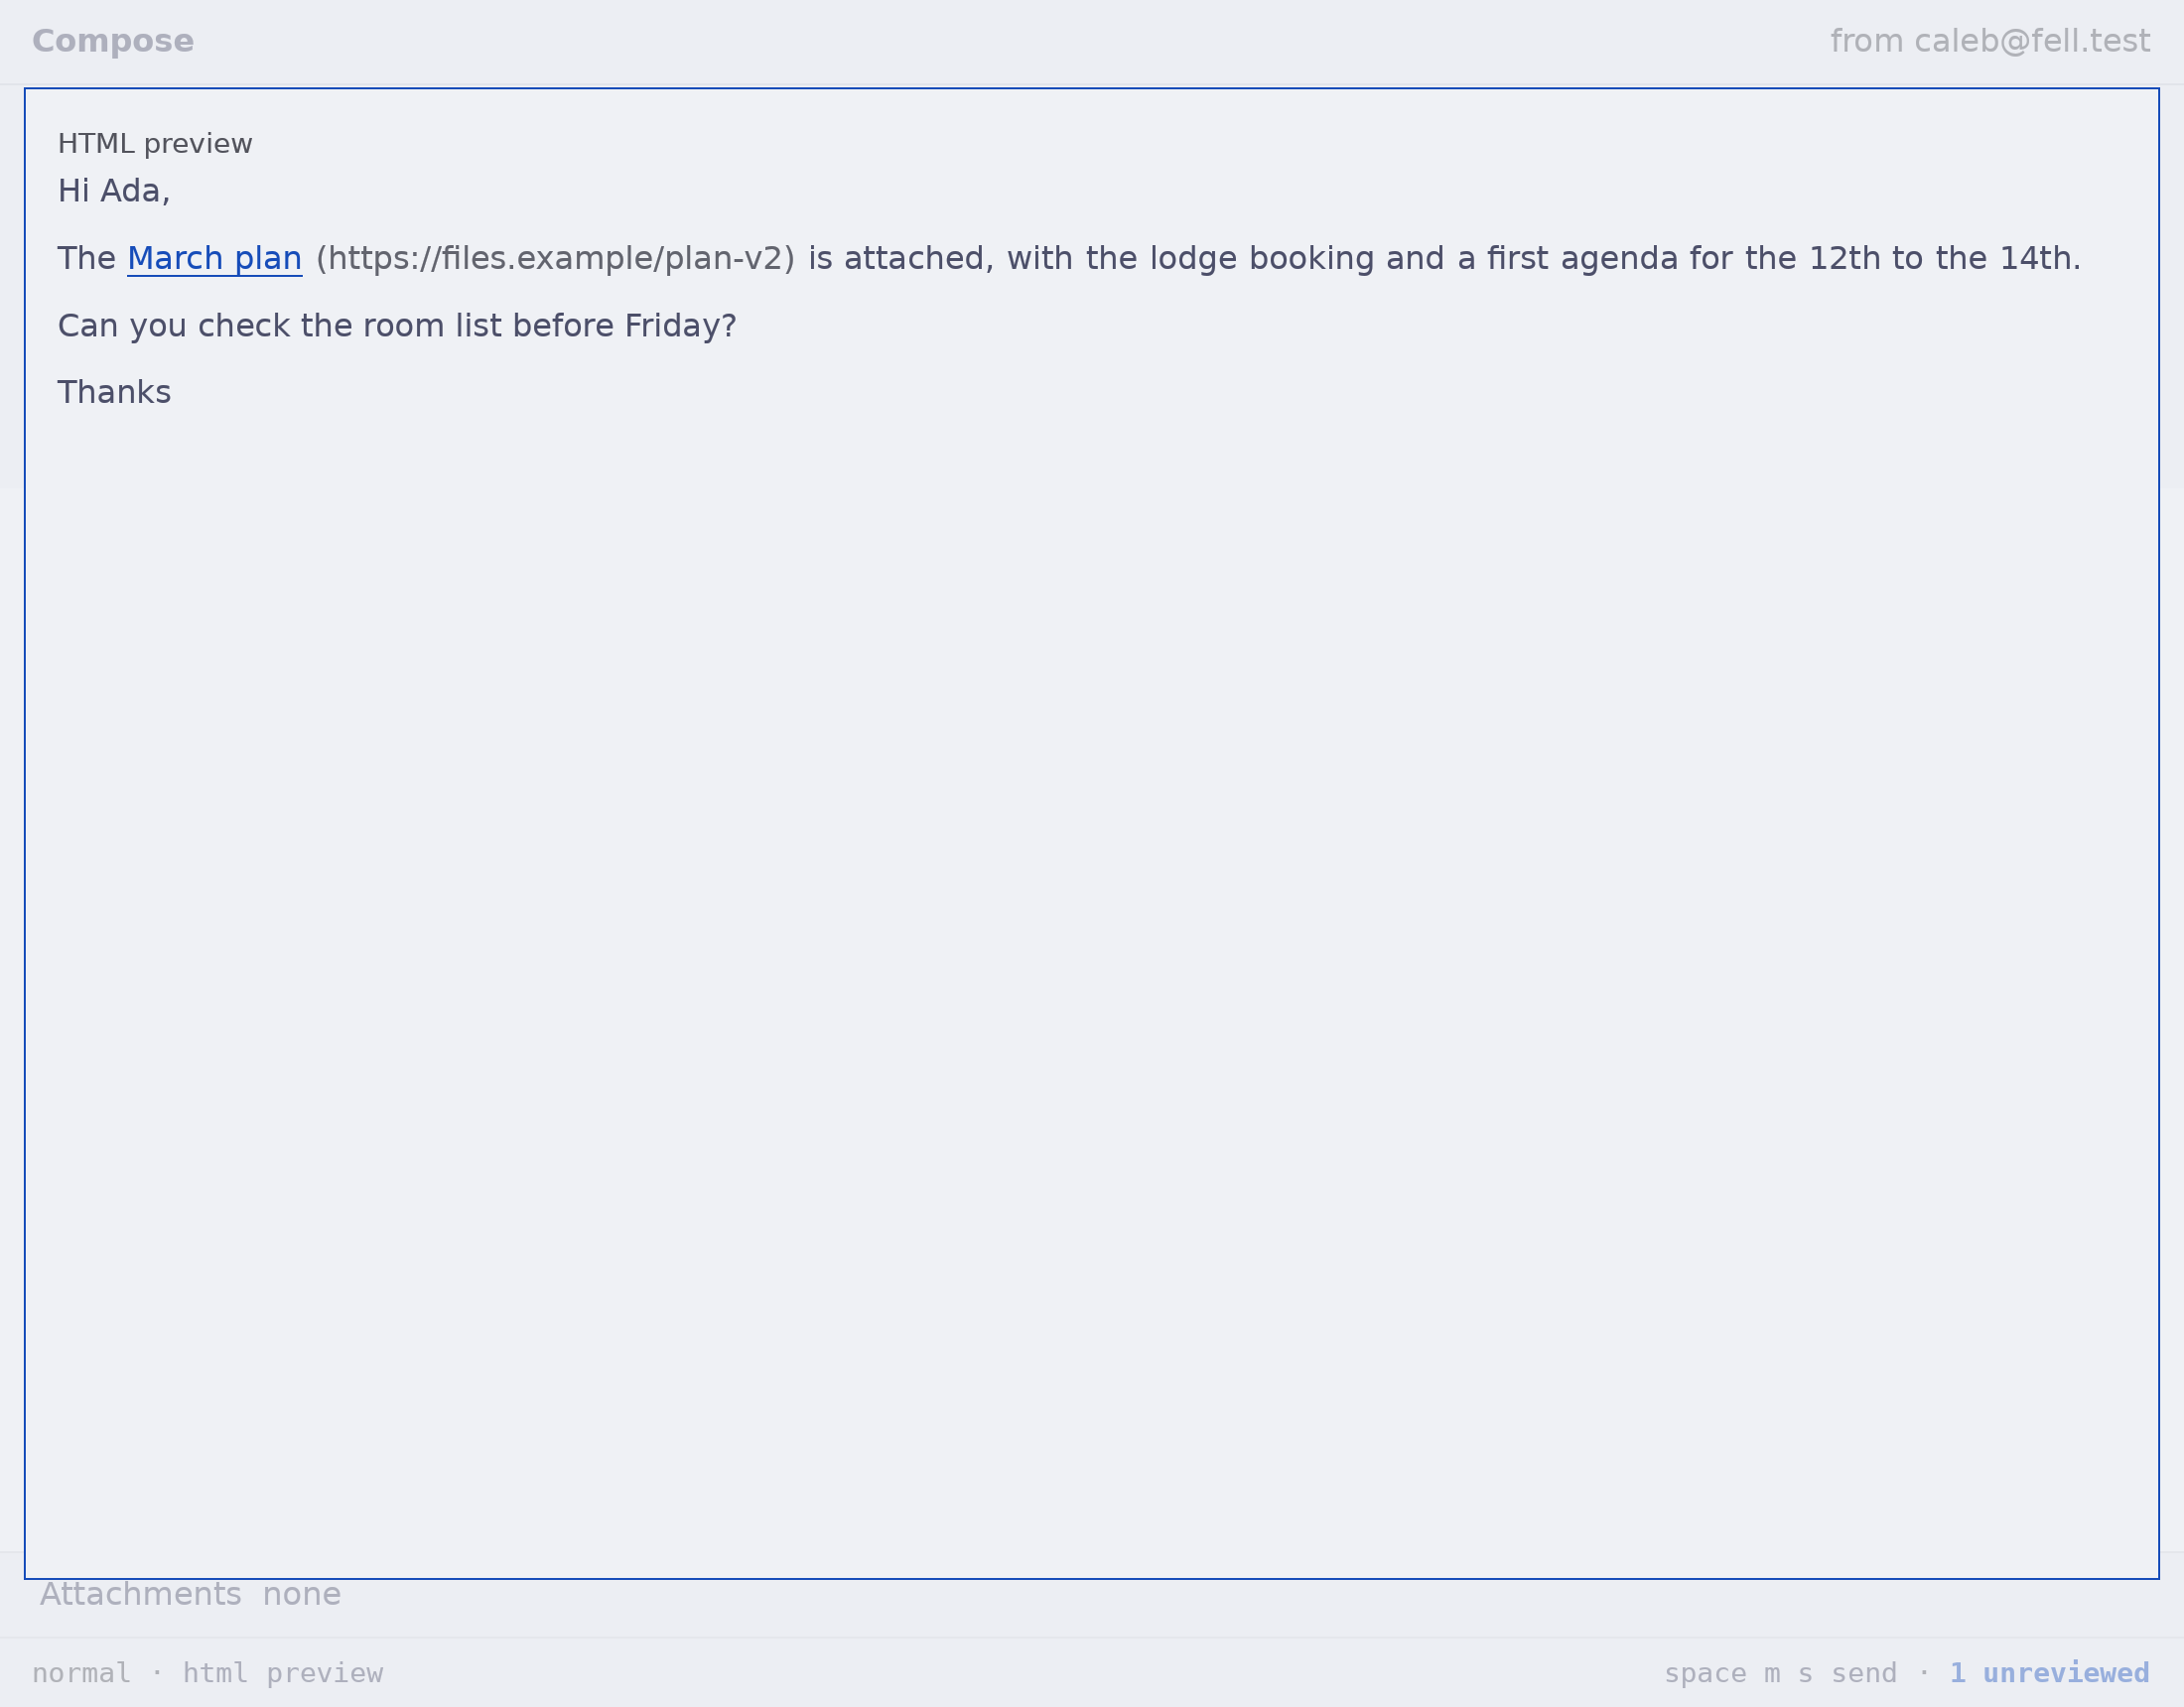 Compose
from caleb@fell.test
HTML preview
Hi Ada,
The March plan (https://files.example/plan-v2) is attached, with the lodge booking and a first agenda for the 12th to the 14th.
Can you check the room list before Friday?
Thanks
Attachments none
normal · html preview
space m s send · 1 unreviewed